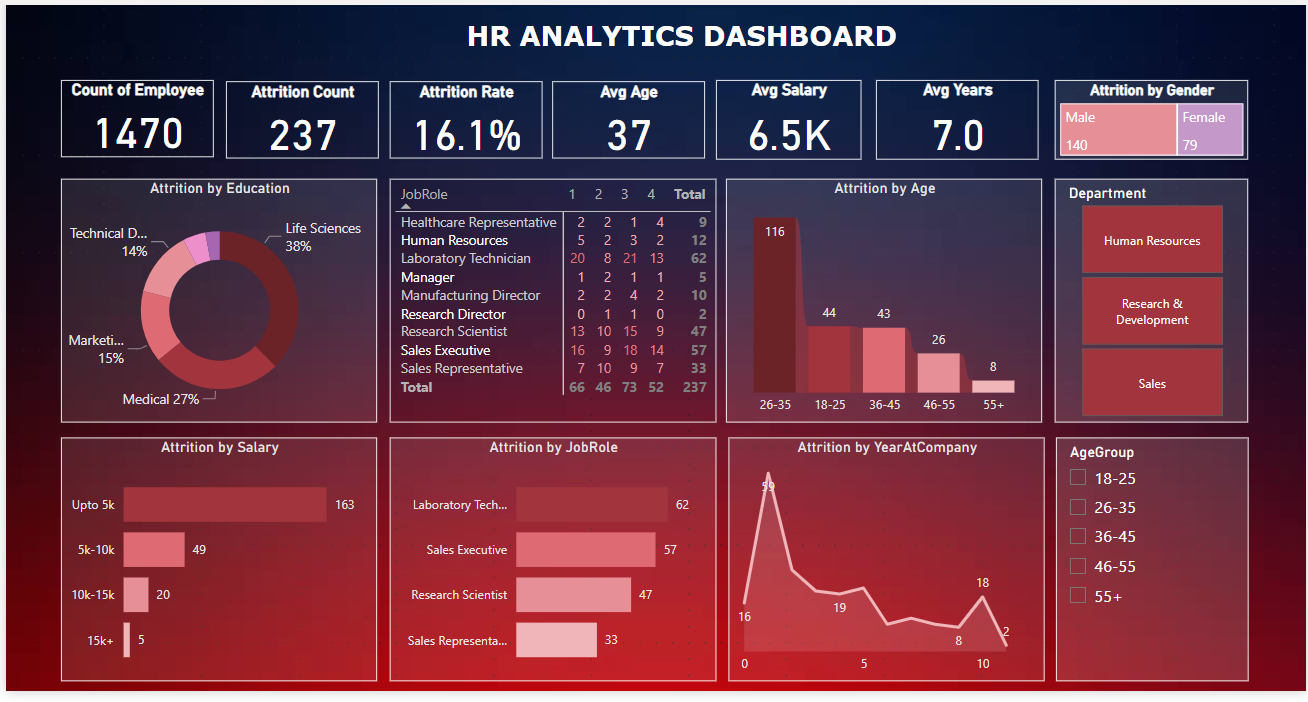 HR ANALYTICS DASHBOARD
Count of Employee
1470
Attrition Count
237
Attrition Rate
16.1%
Avg Age
37
Avg Salary
6.5K
Avg Years
7.0
Attrition by Gender
Male
140
Female
79
Attrition by Education
Life Sciences
38%
Technical D...
14%
Marketi...
15%
Medical 27%
JobRole 1 2 3 4 Total
Healthcare Representative 2 2 1 4 9
Human Resources 5 2 3 2 12
Laboratory Technician 20 8 21 13 62
Manager 1 2 1 1 5
Manufacturing Director 2 2 4 2 10
Research Director 0 1 1 0 2
Research Scientist 13 10 15 9 47
Sales Executive 16 9 18 14 57
Sales Representative 7 10 9 7 33
Total 66 46 73 52 237
Attrition by Age
116
44
43
26
8
26-35 18-25 36-45 46-55 55+
Department
Human Resources
Research &
Development
Sales
Attrition by Salary
Upto 5k 163
5k-10k 49
10k-15k 20
15k+ 5
Attrition by JobRole
Laboratory Tech... 62
Sales Executive 57
Research Scientist 47
Sales Representa... 33
Attrition by YearAtCompany
59
16
19
18
8
2
0 5 10
AgeGroup
18-25
26-35
36-45
46-55
55+